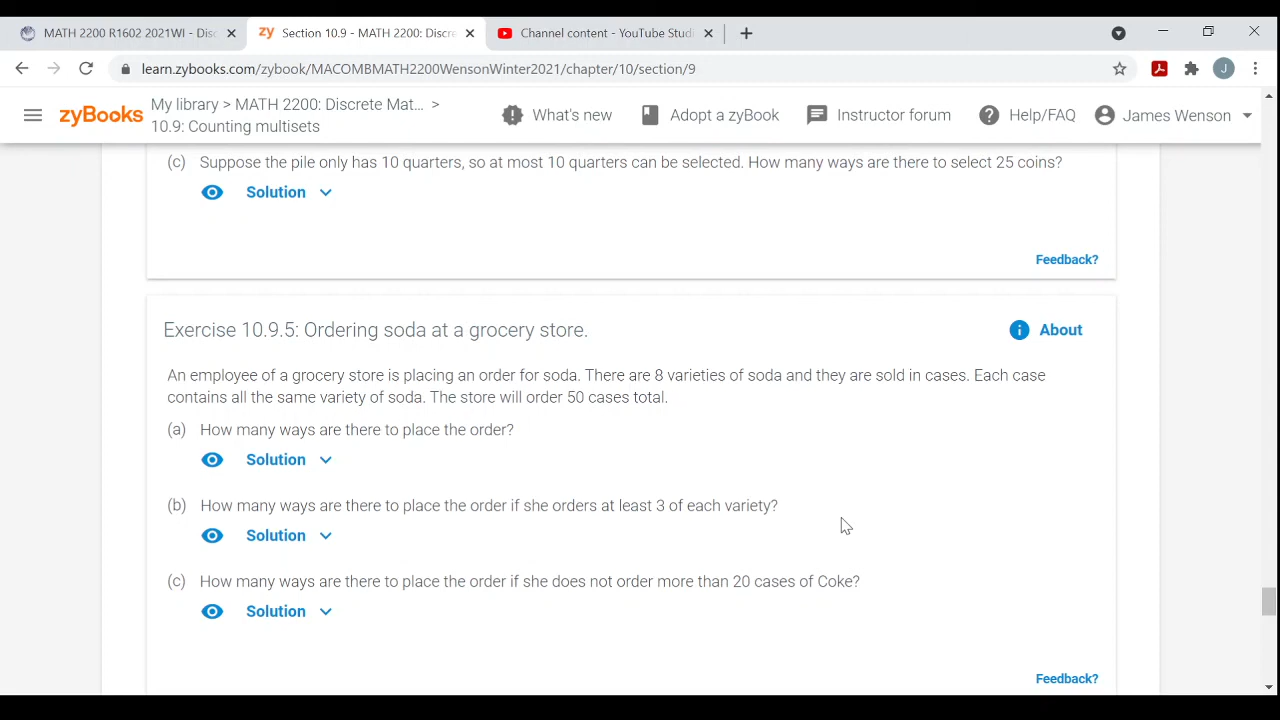 MATH 2200 R1602 2021WI - Disc
zy Section 10.9 - MATH 2200: Discre
Channel content - YouTube Studi
learn.zybooks.com/zybook/MACOMBMATH2200WensonWinter2021/chapter/10/section/9
J
zyBooks
My library > MATH 2200: Discrete Mat... >
10.9: Counting multisets
What's new
Adopt a zyBook
Instructor forum
Help/FAQ
James Wenson
(c) Suppose the pile only has 10 quarters, so at most 10 quarters can be selected. How many ways are there to select 25 coins?
Solution
Feedback?
Exercise 10.9.5: Ordering soda at a grocery store.
About
An employee of a grocery store is placing an order for soda. There are 8 varieties of soda and they are sold in cases. Each case
contains all the same variety of soda. The store will order 50 cases total.
(a) How many ways are there to place the order?
Solution
(b) How many ways are there to place the order if she orders at least 3 of each variety?
Solution
(c) How many ways are there to place the order if she does not order more than 20 cases of Coke?
Solution
Feedback?